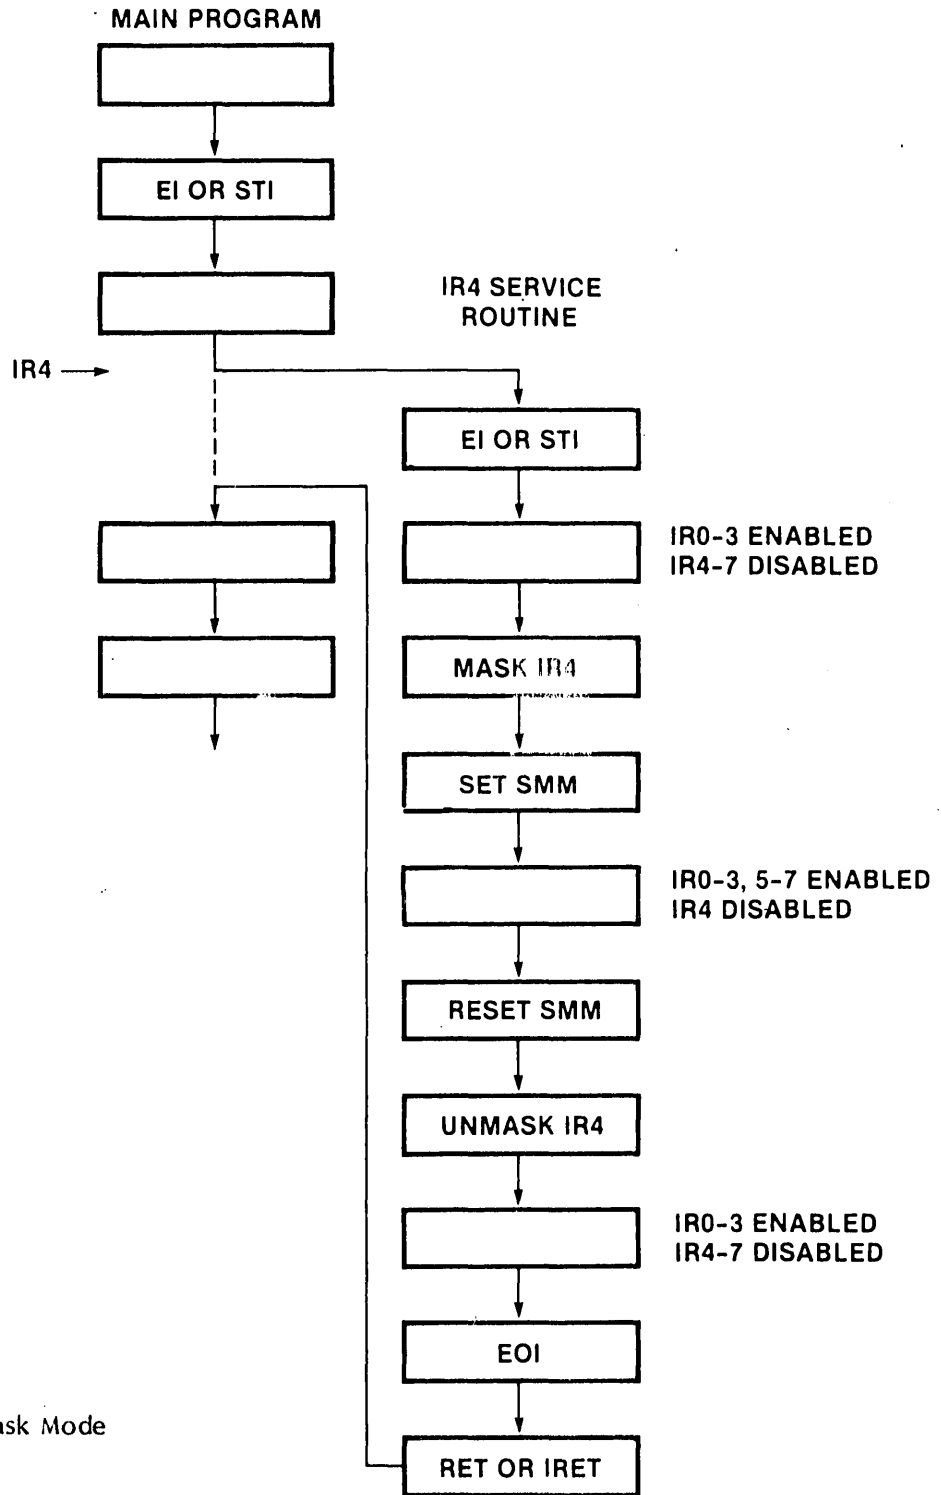 MAIN PROGRAM
EI OR STI
IR4
IR4 SERVICE
ROUTINE
EI OR STI
IR0-3 ENABLED
IR4-7 DISABLED
MASK IR4
SET SMM
IR0-3, 5-7 ENABLED
IR4 DISABLED
RESET SMM
UNMASK IR4
IR0-3 ENABLED
IR4-7 DISABLED
EOI
RET OR IRET
ask Mode